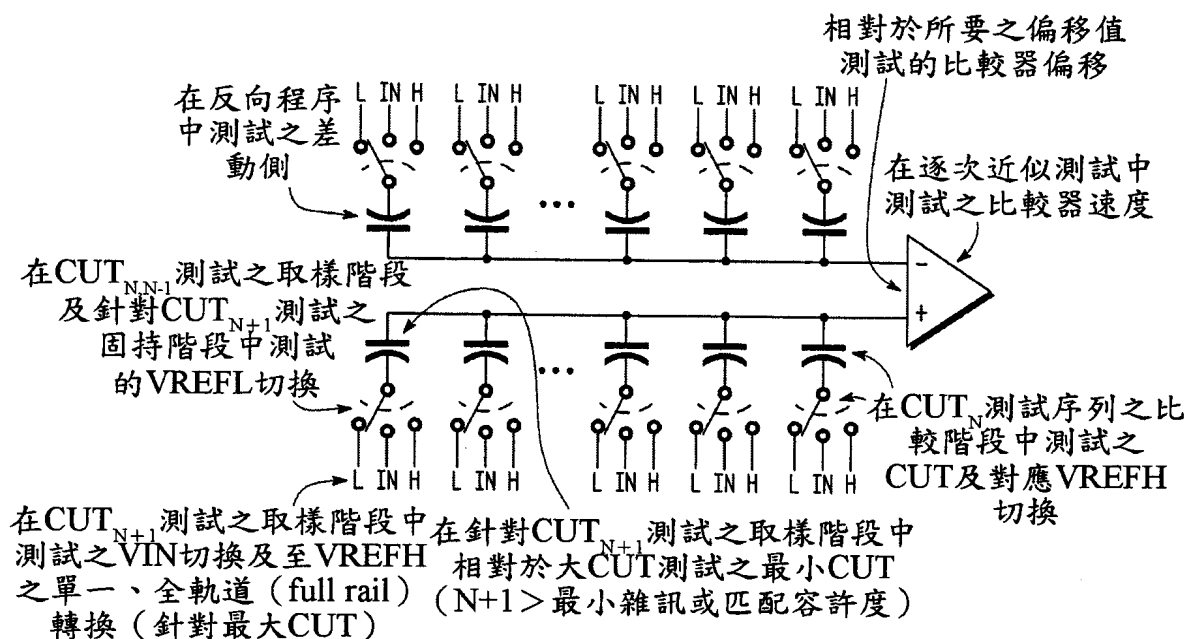 相對於所要之偏移值
測試的比較器偏移
在反向程序
中測試之差
動側
L IN H L IN H L IN H L IN H L IN H
在逐次近似測試中
測試之比較器速度
...
−
+
在CUT_{N,N-1}測試之取樣階段
及針對CUT_{N+1}測試之
固持階段中測試
的VREFL切換
...
在CUT_N測試序列之比
較階段中測試之
CUT及對應VREFH
切換
L IN H L IN H L IN H L IN H L IN H
在CUT_{N+1}測試之取樣階段中
測試之VIN切換及至VREFH
之單一、全軌道（full rail）
轉換（針對最大CUT）
在針對CUT_{N+1}測試之取樣階段中
相對於大CUT測試之最小CUT
（N+1＞最小雜訊或匹配容許度）